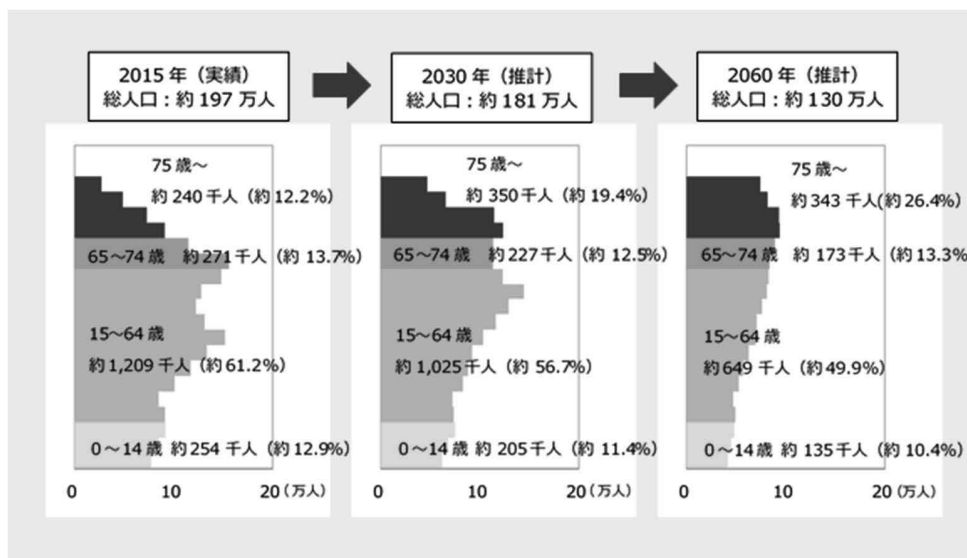 2015 年（実績）
総人口：約 197 万人
2030 年（推計）
総人口：約 181 万人
2060 年（推計）
総人口：約 130 万人
75 歳～
約 240 千人（約 12.2%）
65～74 歳 約 271 千人（約 13.7%）
15～64 歳
約 1,209 千人（約 61.2%）
0～14 歳 約 254 千人（約 12.9%）
0 10 20（万人）
75 歳～
約 350 千人（約 19.4%）
65～74 歳 約 227 千人（約 12.5%）
15～64 歳
約 1,025 千人（約 56.7%）
0～14 歳 約 205 千人（約 11.4%）
0 10 20（万人）
75 歳～
約 343 千人(約 26.4%）
65～74 歳 約 173 千人（約 13.3%
15～64 歳
約 649 千人（約 49.9%）
0～14 歳 約 135 千人（約 10.4%）
0 10 20（万人）